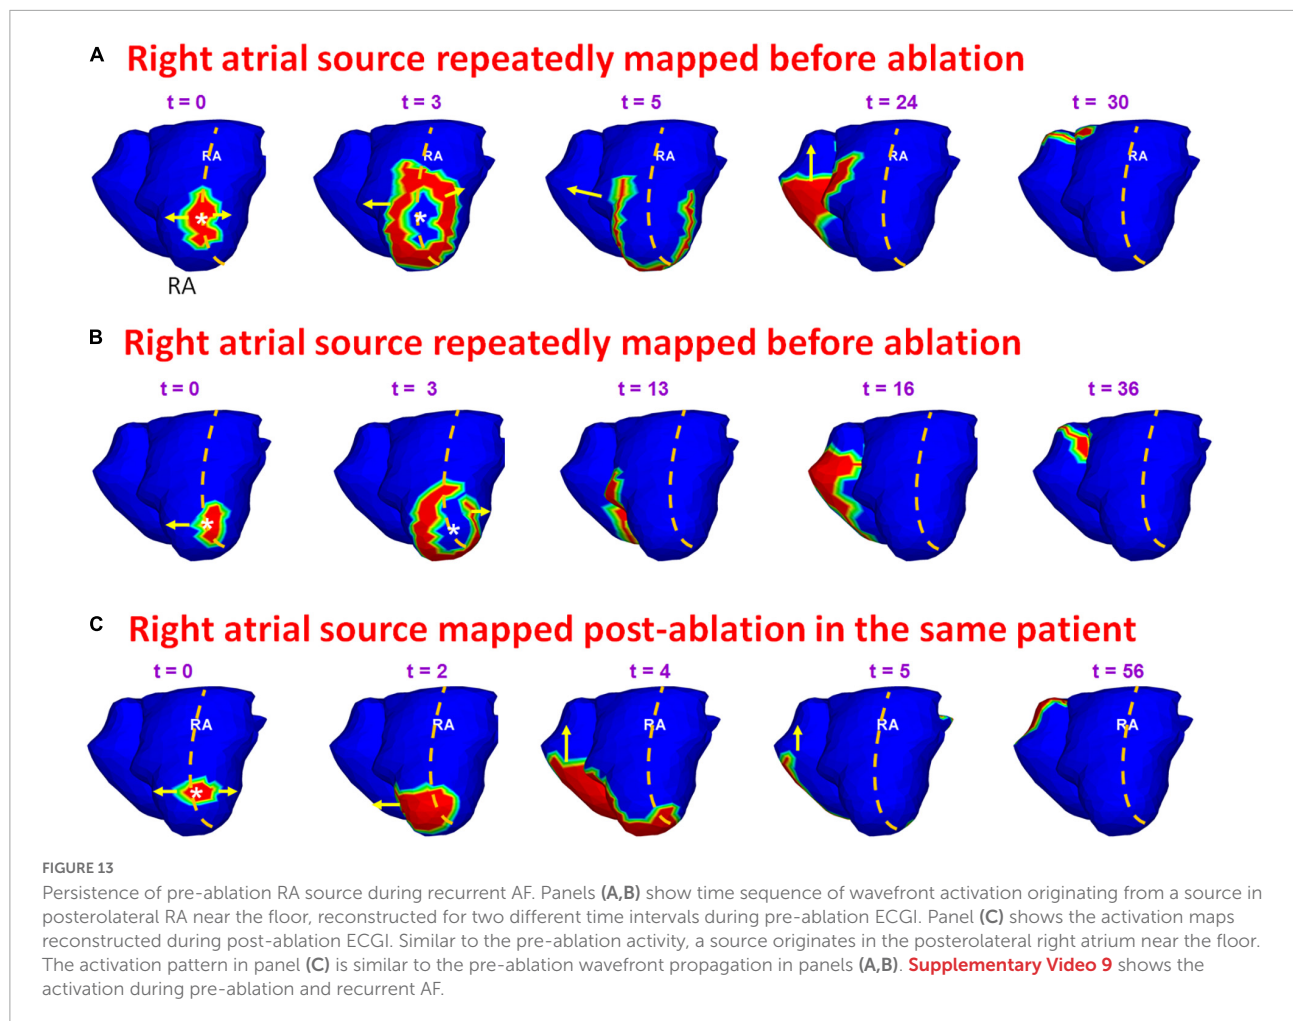 A Right atrial source repeatedly mapped before ablation
t = 0 t = 3 t = 5 t = 24 t = 30
RA RA RA RA RA
* *
RA
B Right atrial source repeatedly mapped before ablation
t = 0 t = 3 t = 13 t = 16 t = 36
* *
C Right atrial source mapped post-ablation in the same patient
t = 0 t = 2 t = 4 t = 5 t = 56
RA RA RA RA RA
*
FIGURE 13
Persistence of pre-ablation RA source during recurrent AF. Panels (A,B) show time sequence of wavefront activation originating from a source in
posterolateral RA near the floor, reconstructed for two different time intervals during pre-ablation ECGI. Panel (C) shows the activation maps
reconstructed during post-ablation ECGI. Similar to the pre-ablation activity, a source originates in the posterolateral right atrium near the floor.
The activation pattern in panel (C) is similar to the pre-ablation wavefront propagation in panels (A,B). Supplementary Video 9 shows the
activation during pre-ablation and recurrent AF.